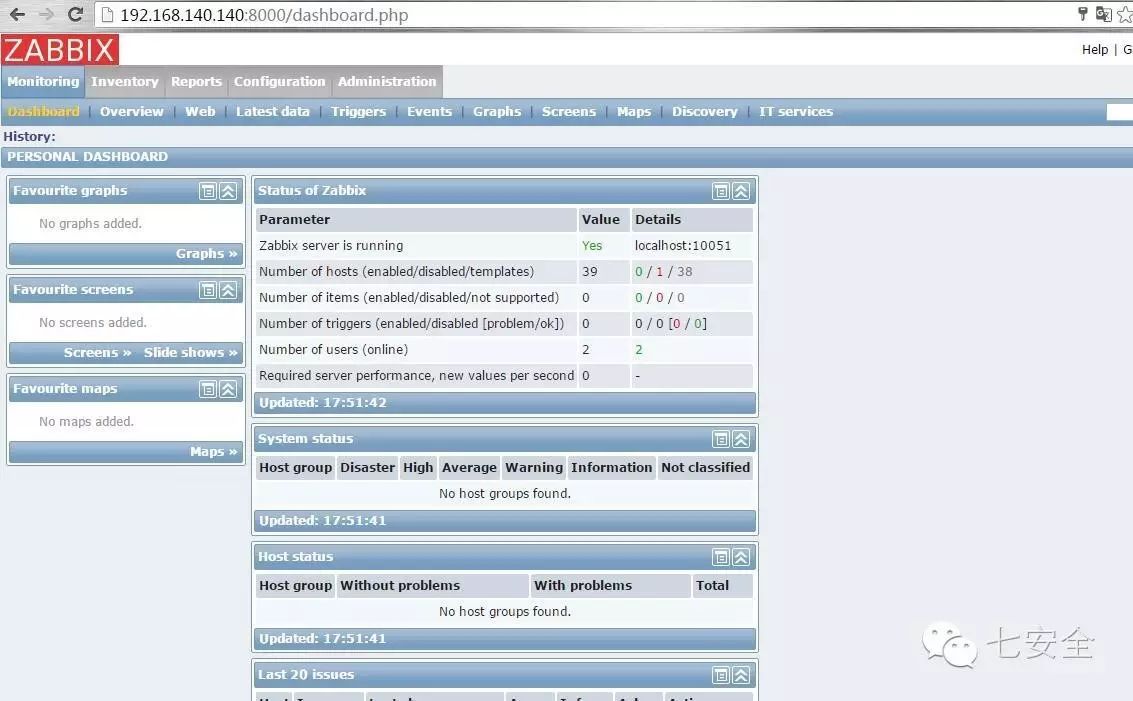 192.168.140.140:8000/dashboard.php
ZABBIX
Help | G
Monitoring Inventory Reports Configuration Administration
Dashboard | Overview | Web | Latest data | Triggers | Events | Graphs | Screens | Maps | Discovery | IT services
History:
PERSONAL DASHBOARD
Favourite graphs
No graphs added.
Graphs »
Favourite screens
No screens added.
Screens » Slide shows »
Favourite maps
No maps added.
Maps »
Status of Zabbix
Parameter Value Details
Zabbix server is running Yes localhost:10051
Number of hosts (enabled/disabled/templates) 39 0 / 1 / 38
Number of items (enabled/disabled/not supported) 0 0 / 0 / 0
Number of triggers (enabled/disabled [problem/ok]) 0 0 / 0 [0 / 0]
Number of users (online) 2 2
Required server performance, new values per second 0 -
Updated: 17:51:42
System status
Host group Disaster High Average Warning Information Not classified
No host groups found.
Updated: 17:51:41
Host status
Host group Without problems With problems Total
No host groups found.
Updated: 17:51:41
Last 20 issues
七安全